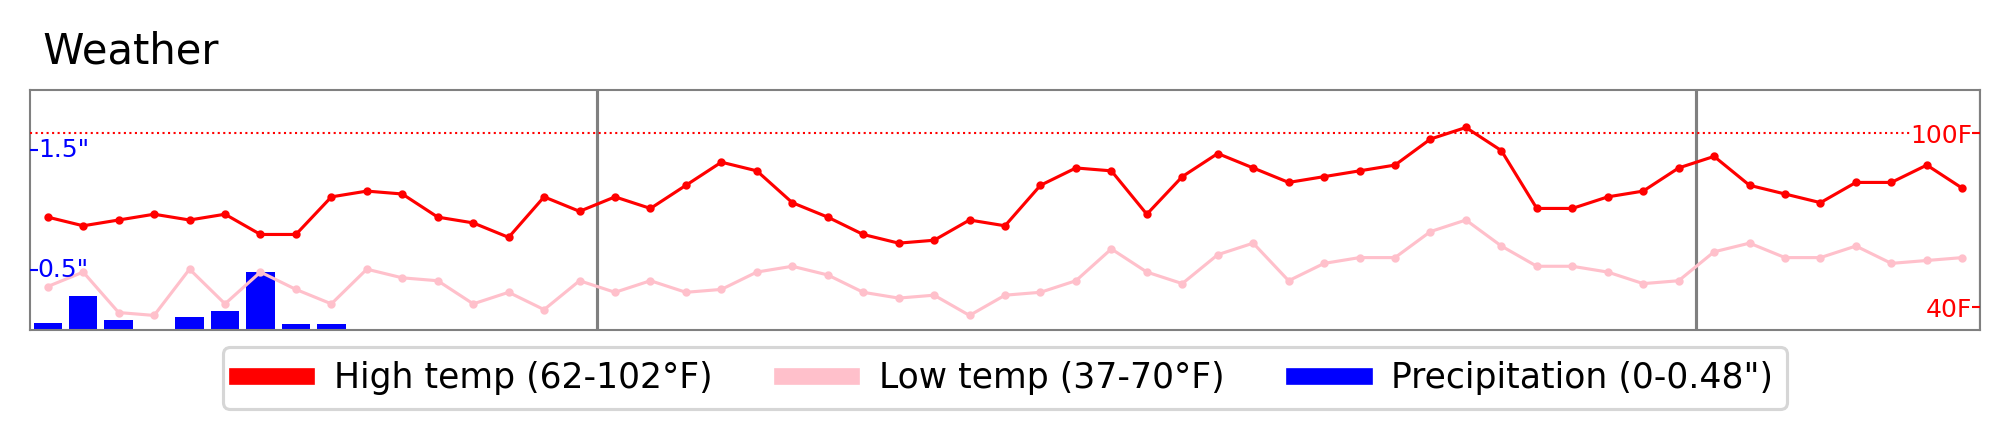 Weather
1.5"
100F
0.5"
40F
High temp (62-102°F) Low temp (37-70°F) Precipitation (0-0.48")